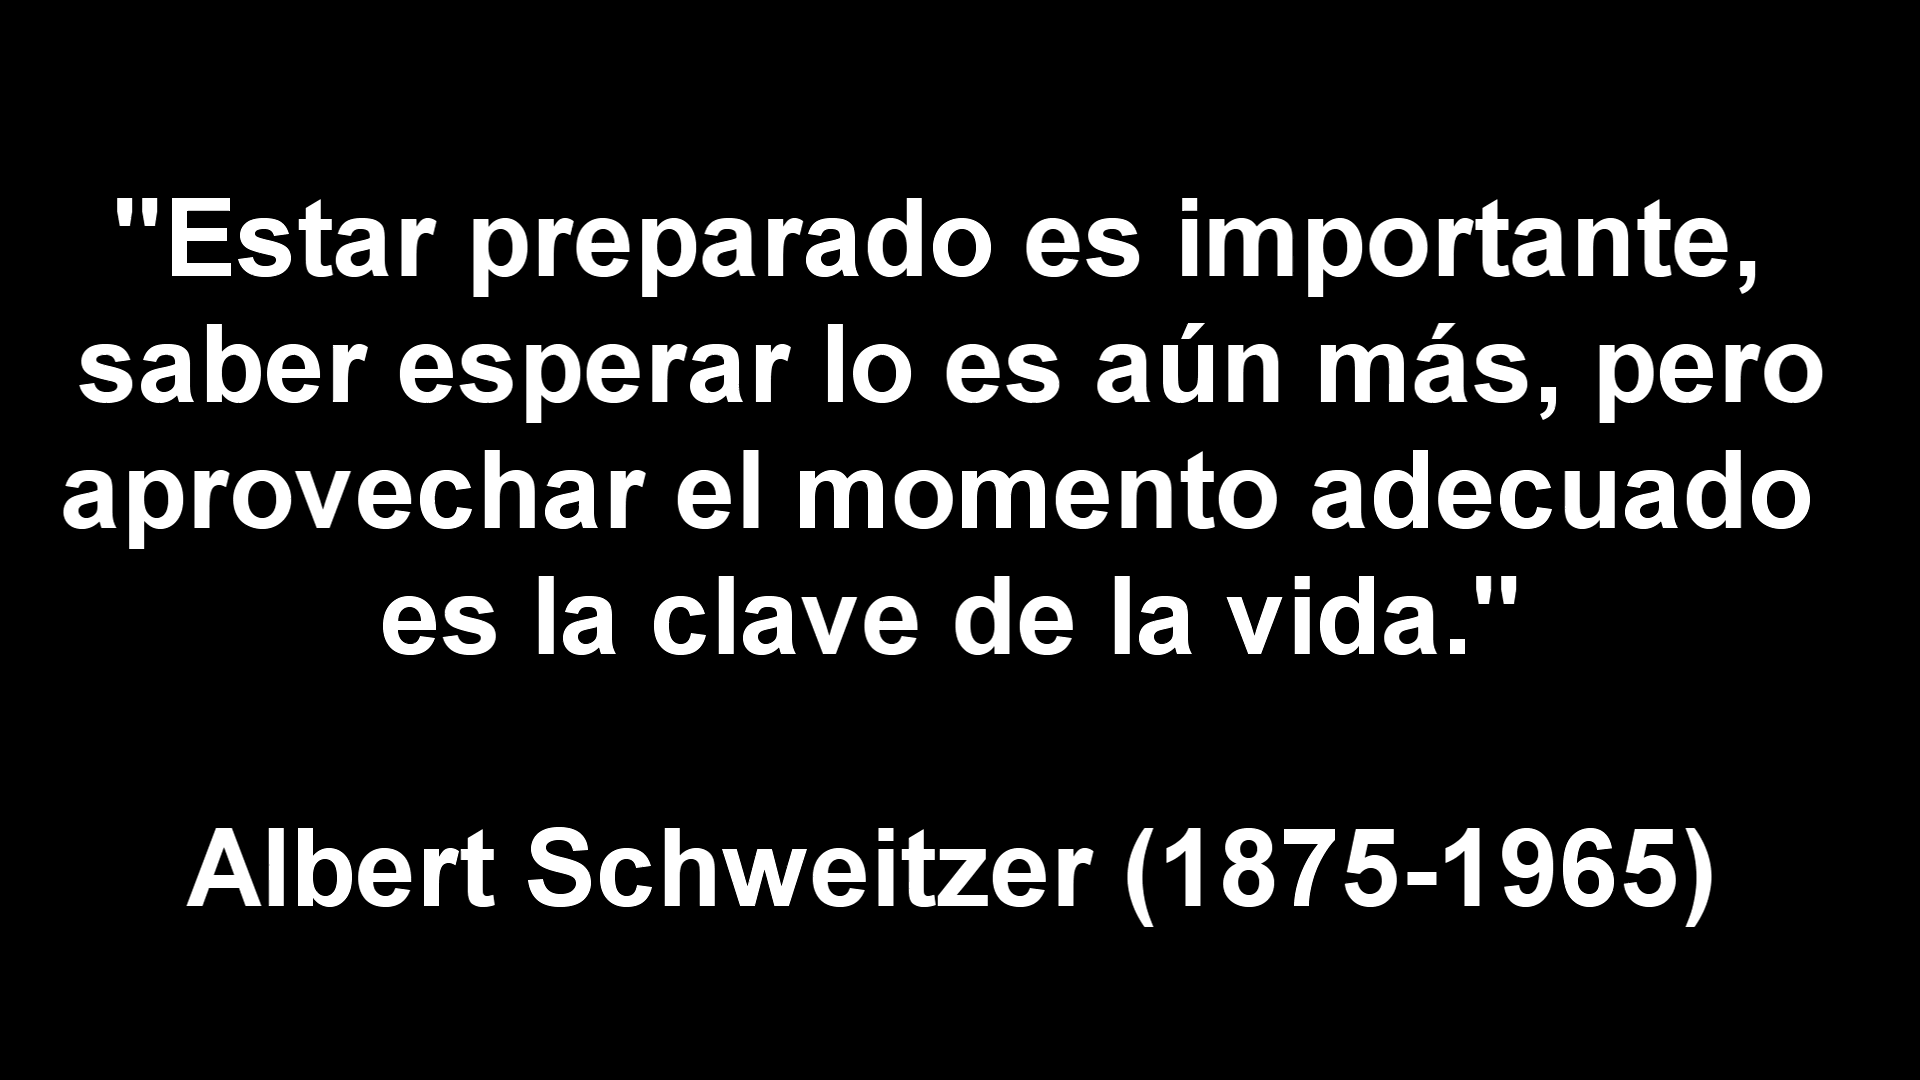 "Estar preparado es importante,
saber esperar lo es aún más, pero
aprovechar el momento adecuado
es la clave de la vida."
Albert Schweitzer (1875-1965)